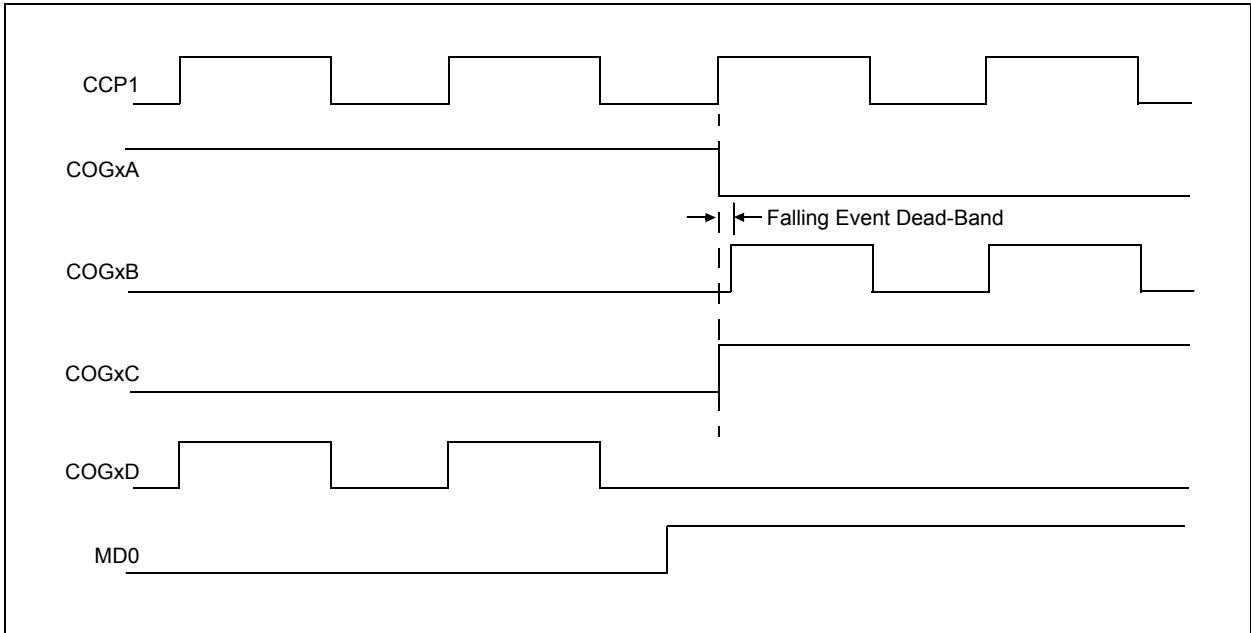 CCP1
COGxA
Falling Event Dead-Band
COGxB
COGxC
COGxD
MD0